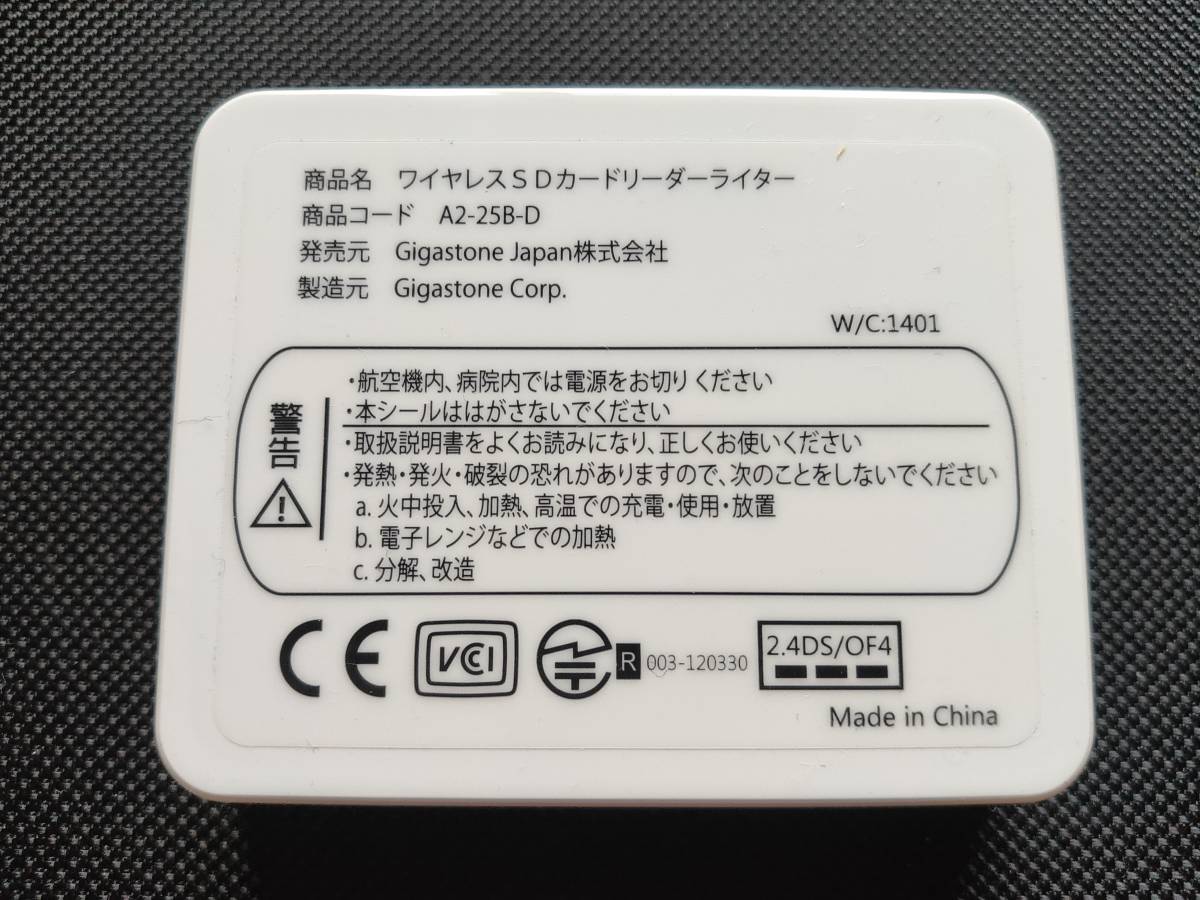 商品名 ワイヤレスSDカードリーダーライター
商品コード A2-25B-D
発売元 Gigastone Japan株式会社
製造元 Gigastone Corp.
W/C:1401
警告
・航空機内、病院内では電源をお切りください
・本シールははがさないでください
・取扱説明書をよくお読みになり、正しくお使いください
・発熱・発火・破裂の恐れがありますので、次のことをしないでください
a. 火中投入、加熱、高温での充電・使用・放置
b. 電子レンジなどでの加熱
c. 分解、改造
CE VCCI R 003-120330 2.4DS/OF4
Made in China